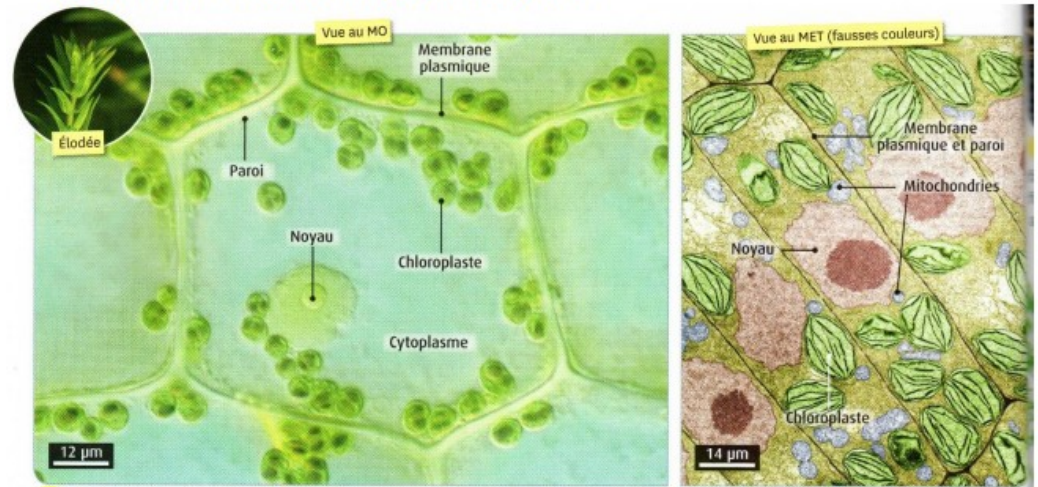 Élodée
Vue au MO
Membrane
plasmique
Paroi
Noyau
Chloroplaste
Cytoplasme
12 µm
Vue au MET (fausses couleurs)
Membrane
plasmique et paroi
Mitochondries
Noyau
Chloroplaste
14 µm